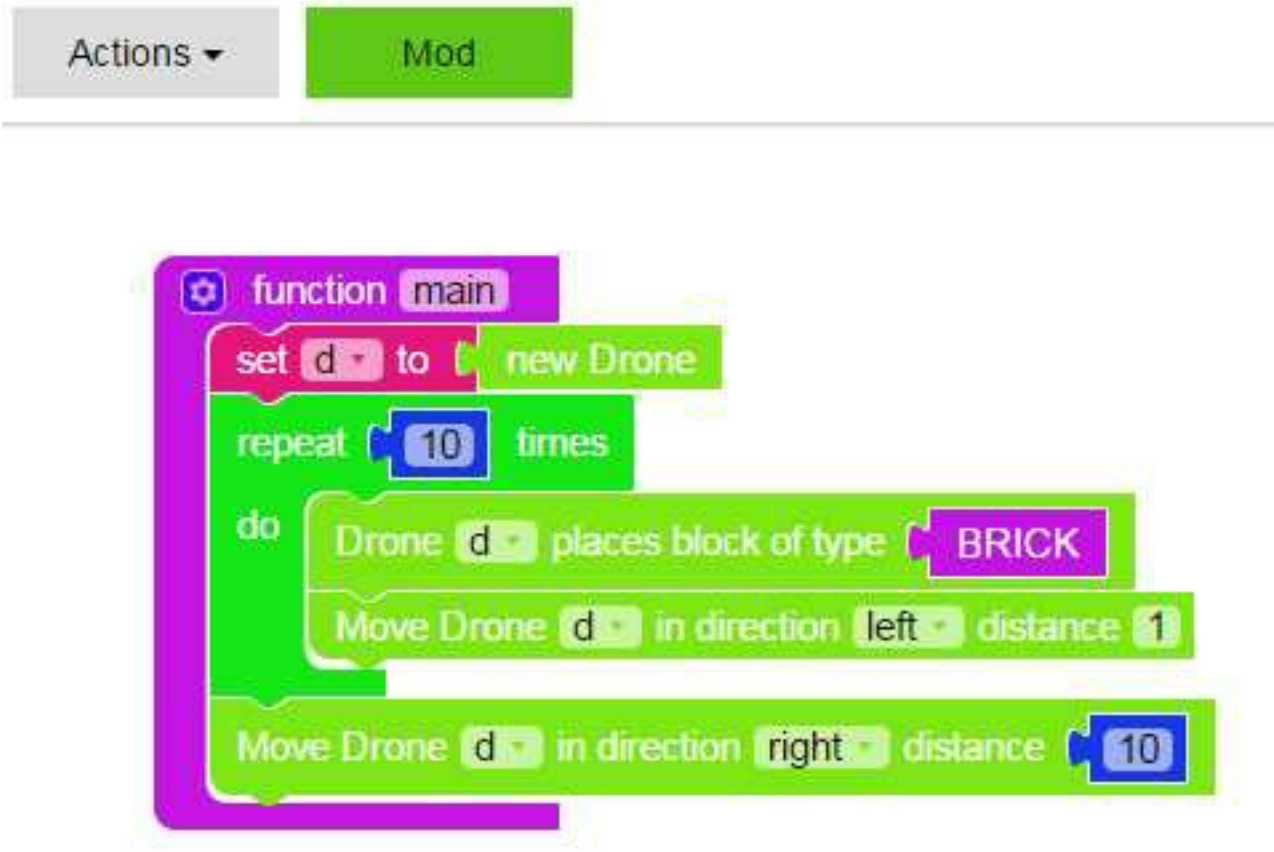 Actions Mod
function main
set d to new Drone
repeat 10 times
do
Drone d places block of type BRICK
Move Drone d in direction left distance 1
Move Drone d in direction right distance 10